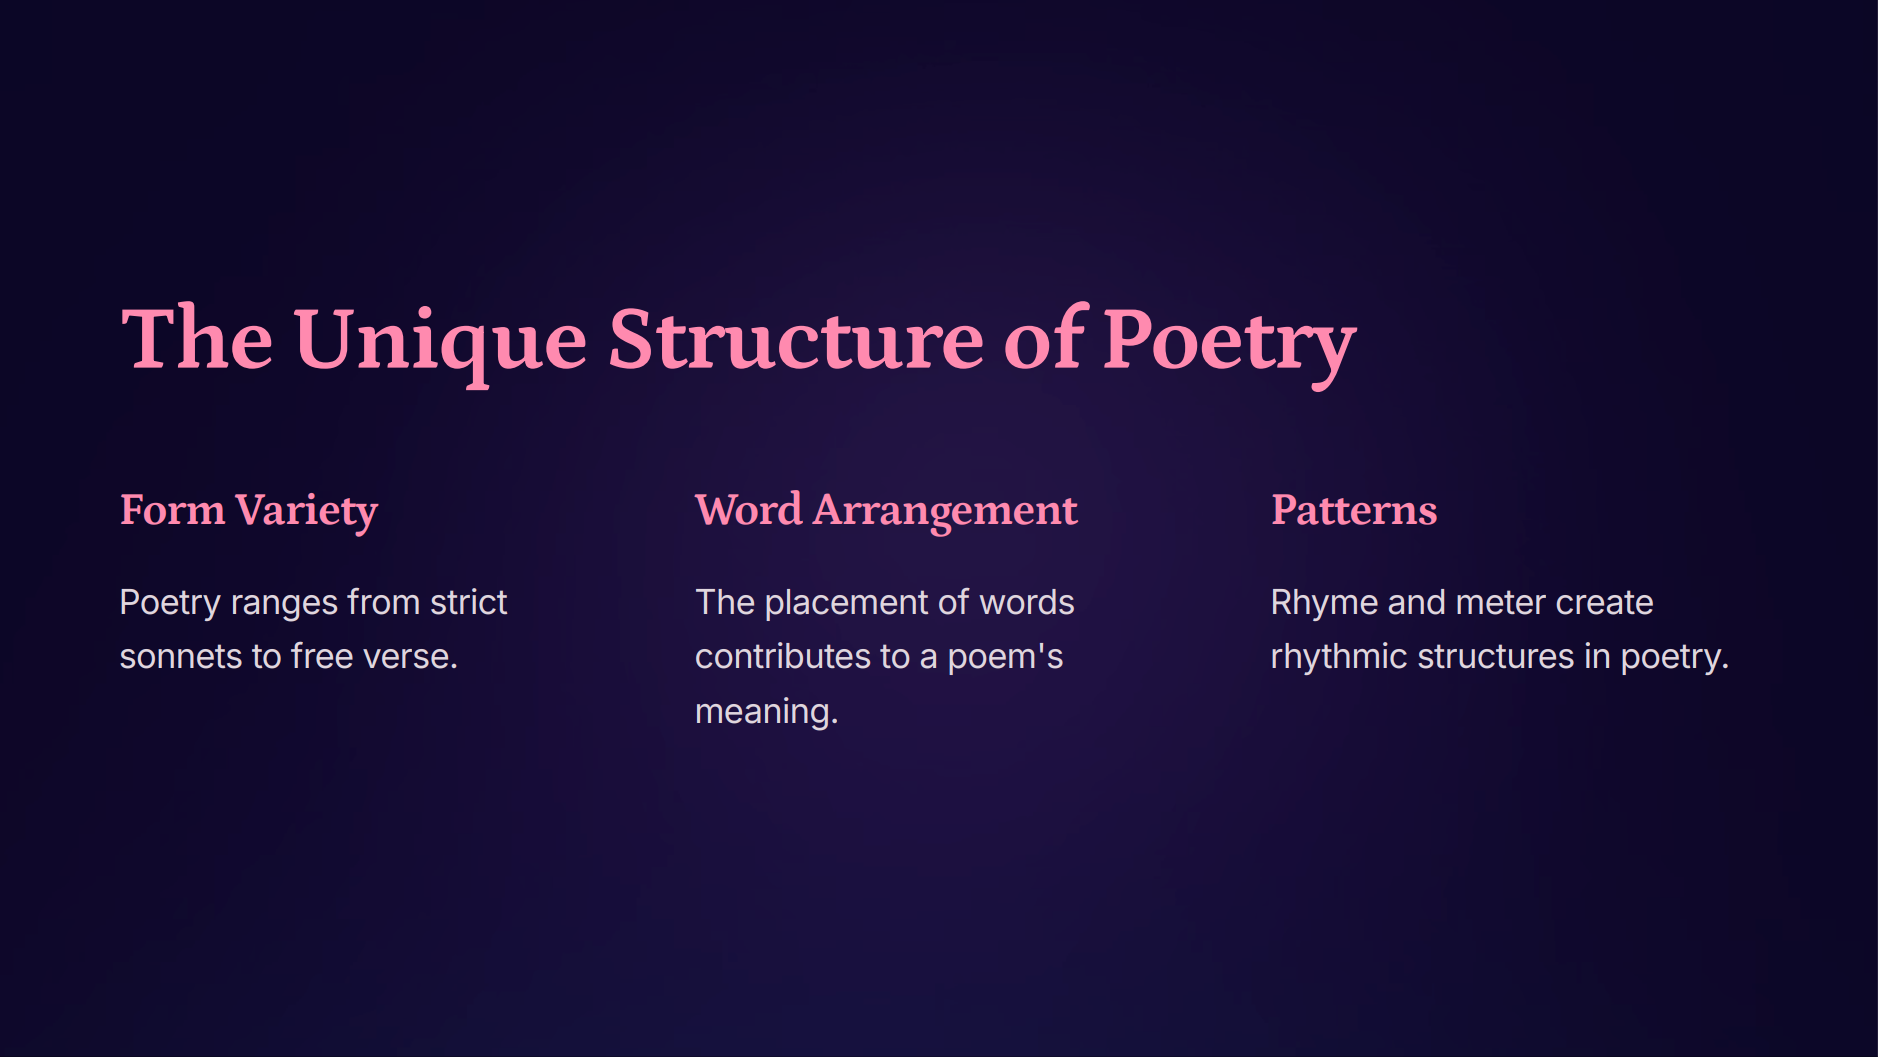 The Unique Structure of Poetry
Form Variety
Poetry ranges from strict
sonnets to free verse.
Word Arrangement
The placement of words
contributes to a poem's
meaning.
Patterns
Rhyme and meter create
rhythmic structures in poetry.